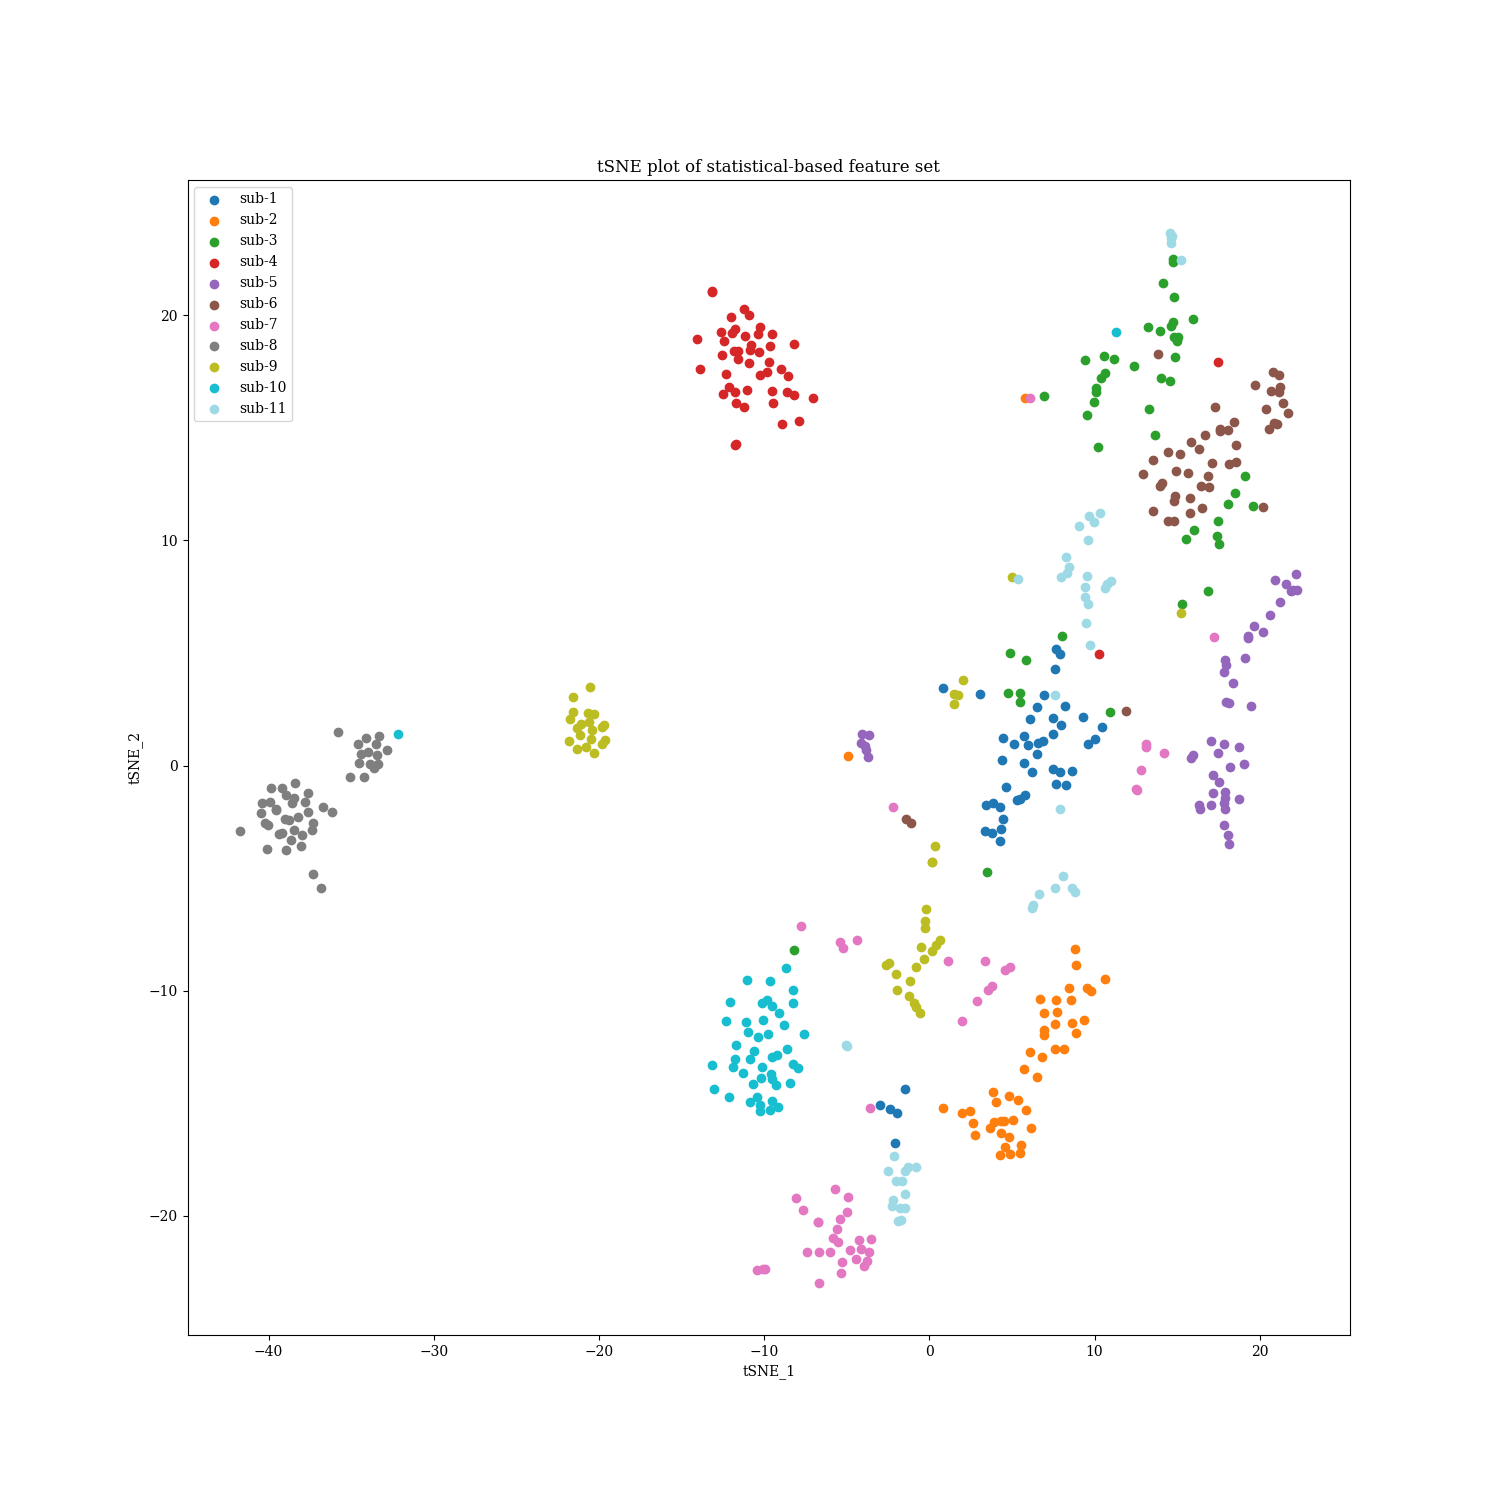 tSNE plot of statistical-based feature set
sub-1
sub-2
sub-3
sub-4
sub-5
sub-6
sub-7
sub-8
sub-9
sub-10
sub-11
20
10
0
−10
−20
tSNE_2
−40
−30
−20
−10
0
10
20
tSNE_1